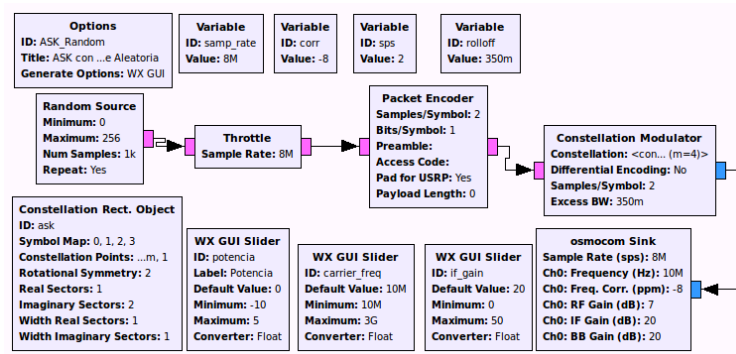 Options
ID: ASK_Random
Title: ASK con ...e Aleatoria
Generate Options: WX GUI
Variable
ID: samp_rate
Value: 8M
Variable
ID: corr
Value: -8
Variable
ID: sps
Value: 2
Variable
ID: rolloff
Value: 350m
Random Source
Minimum: 0
Maximum: 256
Num Samples: 1k
Repeat: Yes
Throttle
Sample Rate: 8M
Packet Encoder
Samples/Symbol: 2
Bits/Symbol: 1
Preamble:
Access Code:
Pad for USRP: Yes
Payload Length: 0
Constellation Modulator
Constellation: <con... (m=4)>
Differential Encoding: No
Samples/Symbol: 2
Excess BW: 350m
Constellation Rect. Object
ID: ask
Symbol Map: 0, 1, 2, 3
Constellation Points: ...m, 1
Rotational Symmetry: 2
Real Sectors: 1
Imaginary Sectors: 2
Width Real Sectors: 1
Width Imaginary Sectors: 1
WX GUI Slider
ID: potencia
Label: Potencia
Default Value: 0
Minimum: -10
Maximum: 5
Converter: Float
WX GUI Slider
ID: carrier_freq
Default Value: 10M
Minimum: 10M
Maximum: 3G
Converter: Float
WX GUI Slider
ID: if_gain
Default Value: 20
Minimum: 0
Maximum: 50
Converter: Float
osmocom Sink
Sample Rate (sps): 8M
Ch0: Frequency (Hz): 10M
Ch0: Freq. Corr. (ppm): -8
Ch0: RF Gain (dB): 7
Ch0: IF Gain (dB): 20
Ch0: BB Gain (dB): 20